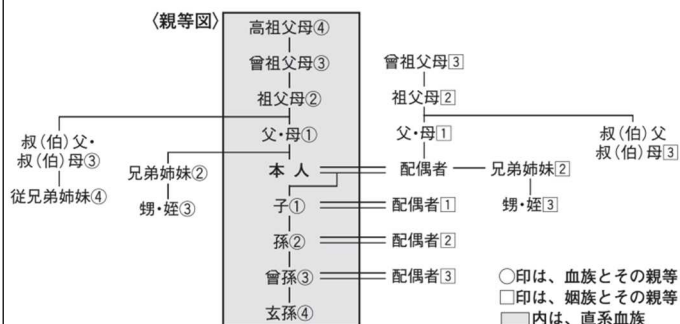 〈親等図〉
高祖父母④
曾祖父母③
曾祖父母3
祖父母②
祖父母2
叔(伯)父・
叔(伯)母③
父・母①
父・母1
叔(伯)父
叔(伯)母3
兄弟姉妹②
本 人
配偶者
兄弟姉妹2
従兄弟姉妹④
甥・姪③
子①
配偶者1
甥・姪3
孫②
配偶者2
曾孫③
配偶者3
玄孫④
○印は、血族とその親等
□印は、姻族とその親等
内は、直系血族